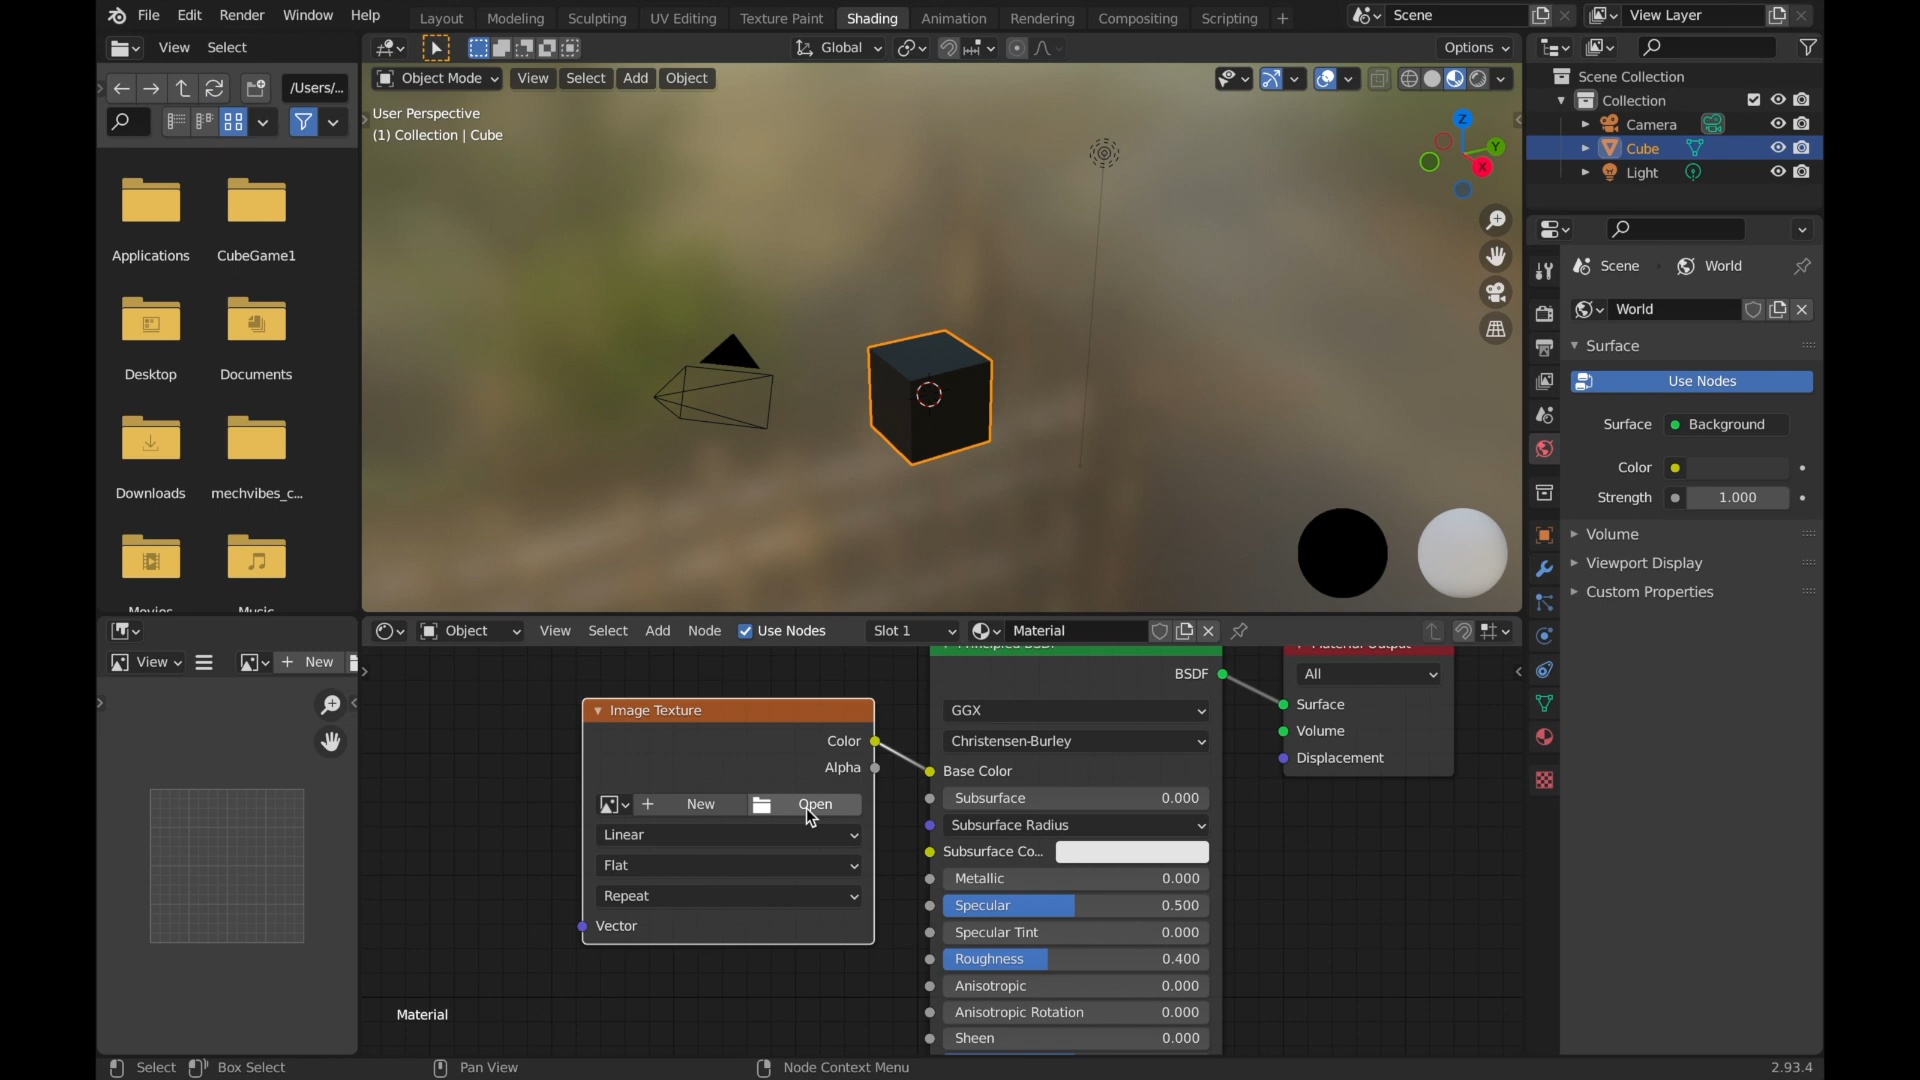 File Edit Render Window Help
Layout Modeling Sculpting UV Editing Texture Paint Shading Animation Rendering Compositing Scripting +
Scene
View Layer
View Select
Global
Options
/Users/...
Object Mode View Select Add Object
User Perspective
(1) Collection | Cube
Z
Y
X
Applications CubeGame1
Desktop Documents
Downloads mechvibes_c...
Movies Music
Scene Collection
Collection
Camera
Cube
Light
Scene World
World
Surface
Use Nodes
Surface Background
Color
Strength 1.000
Volume
Viewport Display
Custom Properties
View + New
Object View Select Add Node Use Nodes Slot 1 Material
Image Texture
Color
Alpha
+ New Open
Linear
Flat
Repeat
Vector
Principled BSDF
BSDF
GGX
Christensen-Burley
Base Color
Subsurface 0.000
Subsurface Radius
Subsurface Co...
Metallic 0.000
Specular 0.500
Specular Tint 0.000
Roughness 0.400
Anisotropic 0.000
Anisotropic Rotation 0.000
Sheen 0.000
Material Output
All
Surface
Volume
Displacement
Material
Select Box Select Pan View Node Context Menu 2.93.4